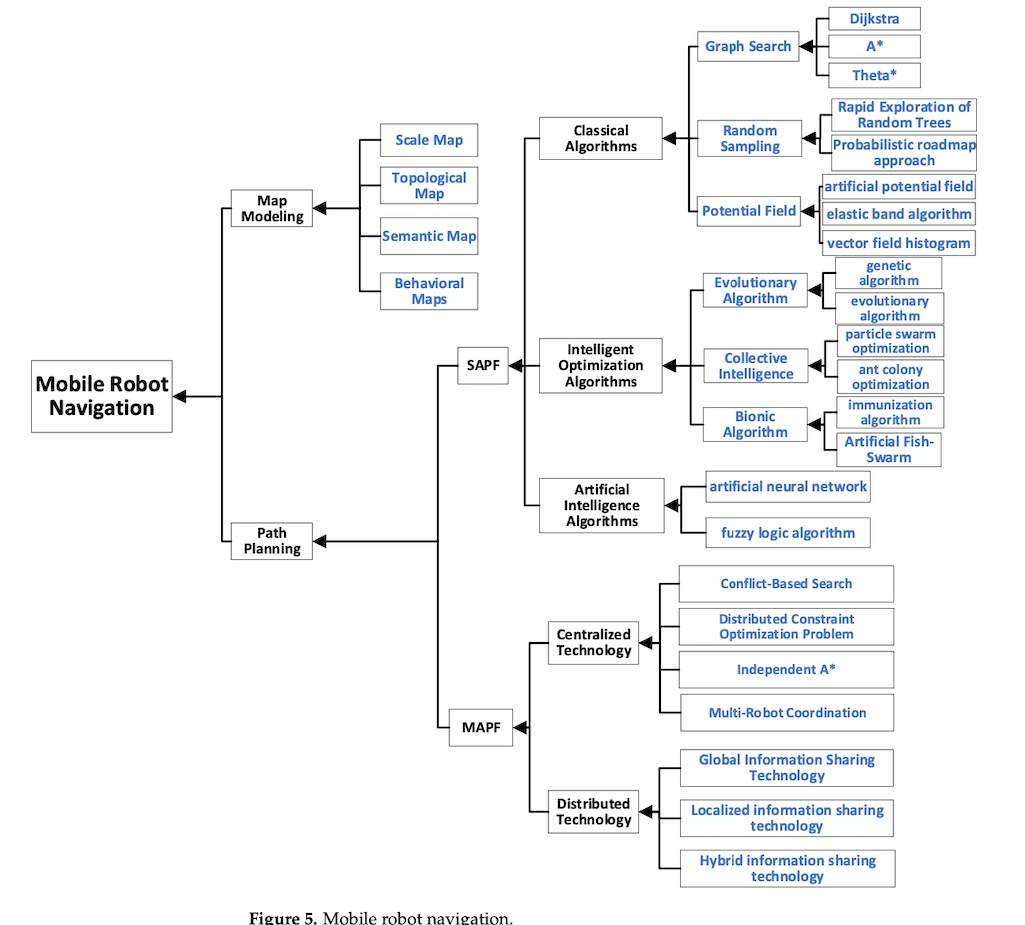 Mobile Robot
Navigation
Map
Modeling
Scale Map
Topological
Map
Semantic Map
Behavioral
Maps
Path
Planning
SAPF
Classical
Algorithms
Graph Search
Dijkstra
A*
Theta*
Random
Sampling
Rapid Exploration of
Random Trees
Probabilistic roadmap
approach
Potential Field
artificial potential field
elastic band algorithm
vector field histogram
Intelligent
Optimization
Algorithms
Evolutionary
Algorithm
genetic
algorithm
evolutionary
algorithm
Collective
Intelligence
particle swarm
optimization
ant colony
optimization
Bionic
Algorithm
immunization
algorithm
Artificial Fish-
Swarm
Artificial
Intelligence
Algorithms
artificial neural network
fuzzy logic algorithm
MAPF
Centralized
Technology
Conflict-Based Search
Distributed Constraint
Optimization Problem
Independent A*
Multi-Robot Coordination
Distributed
Technology
Global Information Sharing
Technology
Localized information sharing
technology
Hybrid information sharing
technology
Figure 5. Mobile robot navigation.